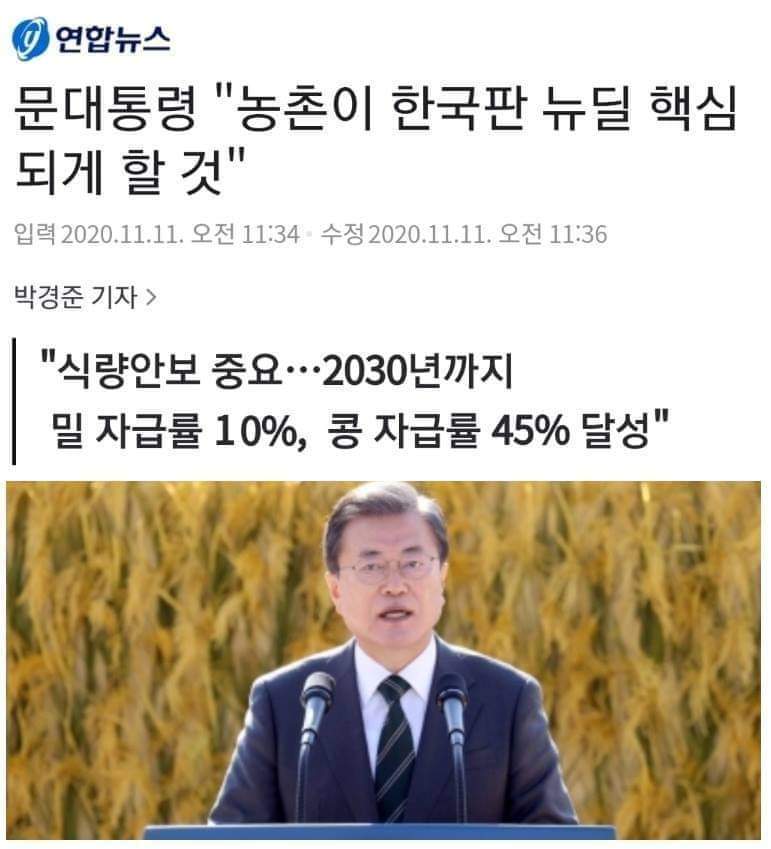 연합뉴스
문대통령 "농촌이 한국판 뉴딜 핵심
되게 할 것"
입력 2020.11.11. 오전 11:34 · 수정 2020.11.11. 오전 11:36
박경준 기자 >
"식량안보 중요…2030년까지
밀 자급률 10%, 콩 자급률 45% 달성"